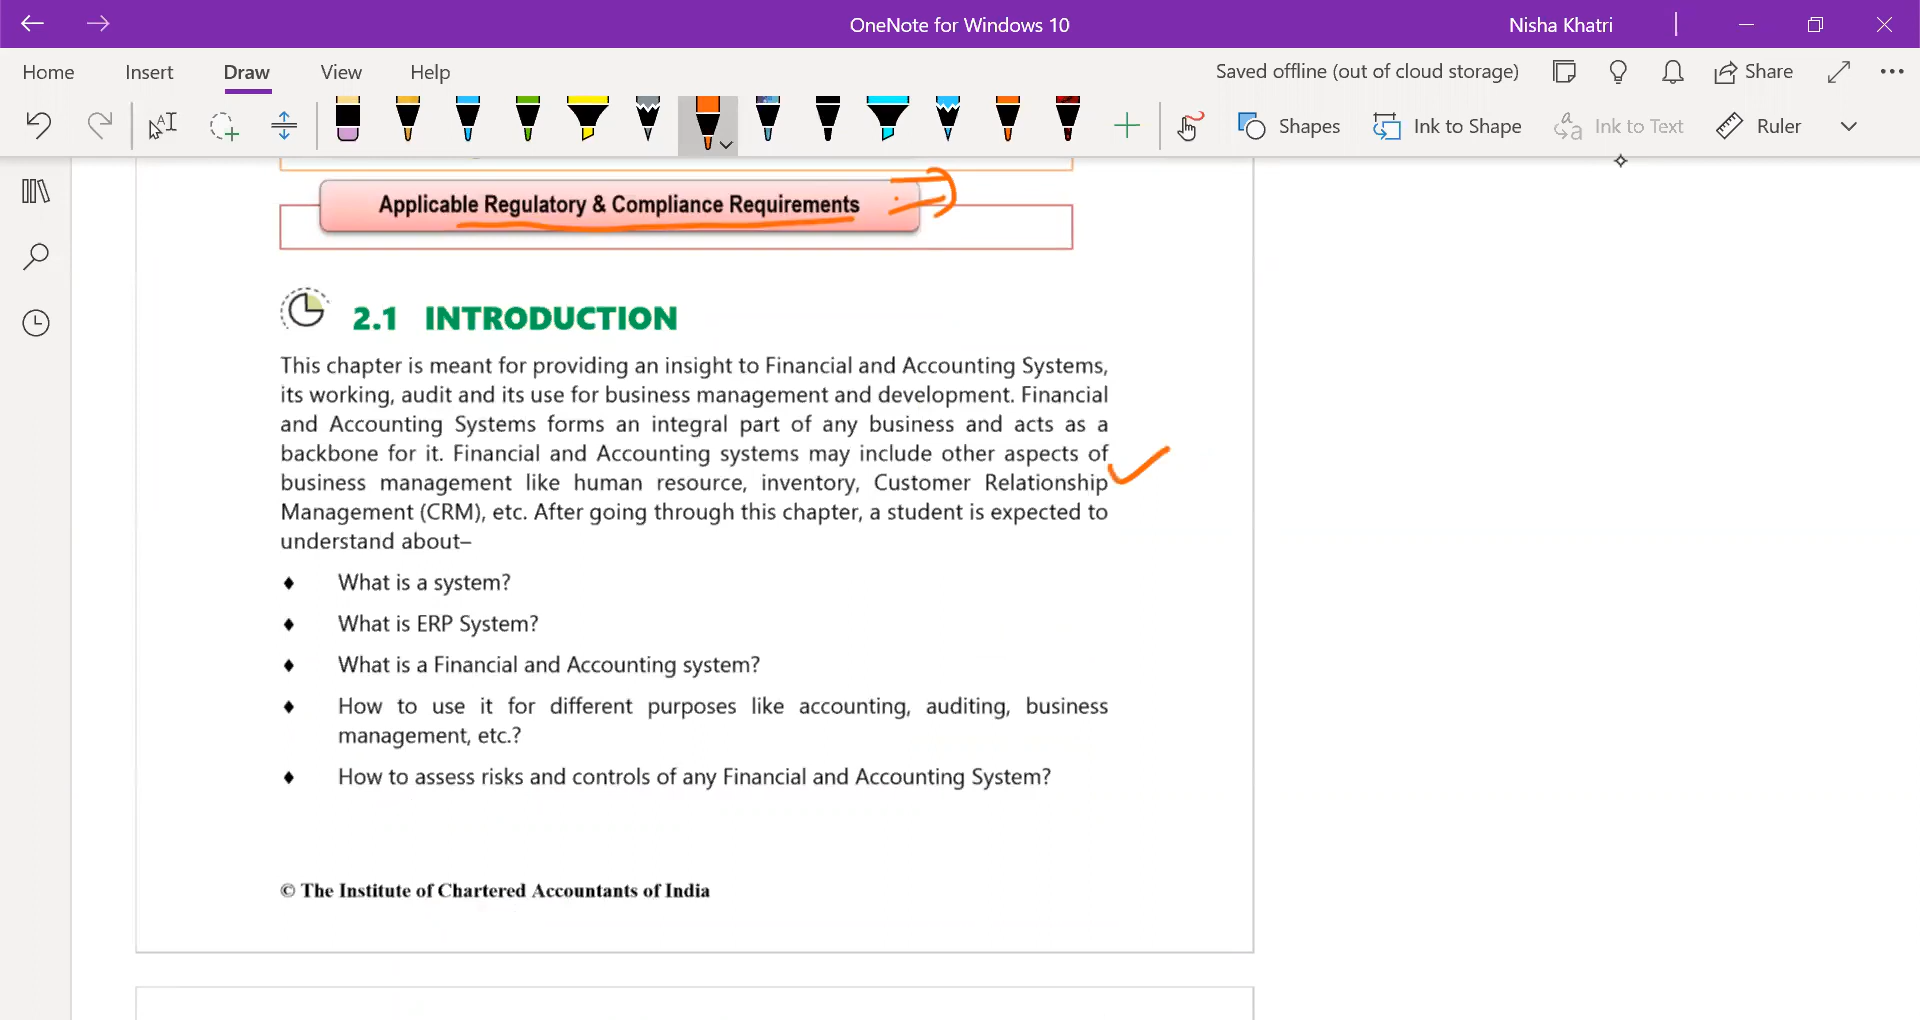 OneNote for Windows 10
Nisha Khatri
Home Insert Draw View Help
Saved offline (out of cloud storage)
Share
Shapes
Ink to Shape
Ink to Text
Ruler
Applicable Regulatory & Compliance Requirements
2.1 INTRODUCTION
This chapter is meant for providing an insight to Financial and Accounting Systems,
its working, audit and its use for business management and development. Financial
and Accounting Systems forms an integral part of any business and acts as a
backbone for it. Financial and Accounting systems may include other aspects of
business management like human resource, inventory, Customer Relationship
Management (CRM), etc. After going through this chapter, a student is expected to
understand about–
♦ What is a system?
♦ What is ERP System?
♦ What is a Financial and Accounting system?
♦ How to use it for different purposes like accounting, auditing, business
management, etc.?
♦ How to assess risks and controls of any Financial and Accounting System?
© The Institute of Chartered Accountants of India